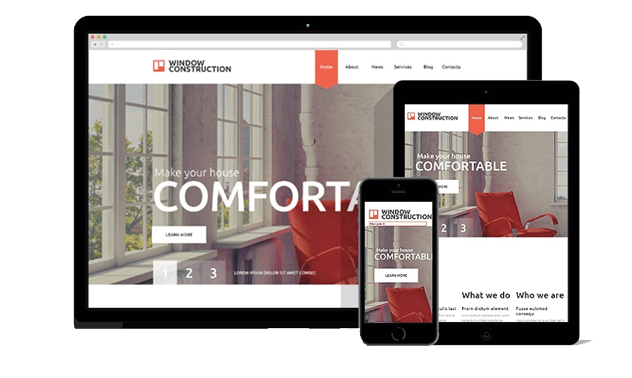 WINDOW
CONSTRUCTION
Home
About
News
Services
Blog
Contacts
Make your house
COMFORTA
LEARN MORE
1 2 3
LOREM IPSUM DOLOR SIT AMET CONSEC
WINDOW
CONSTRUCTION
Home
About
News
Services
Blog
Contacts
Make your house
COMFORTABLE
MORE
2 3
What we do
Who we are
ulis last
Proin dictum element
Fusce euismod
consequ
WINDOW
CONSTRUCTION
Make your house
COMFORTABLE
LEARN MORE